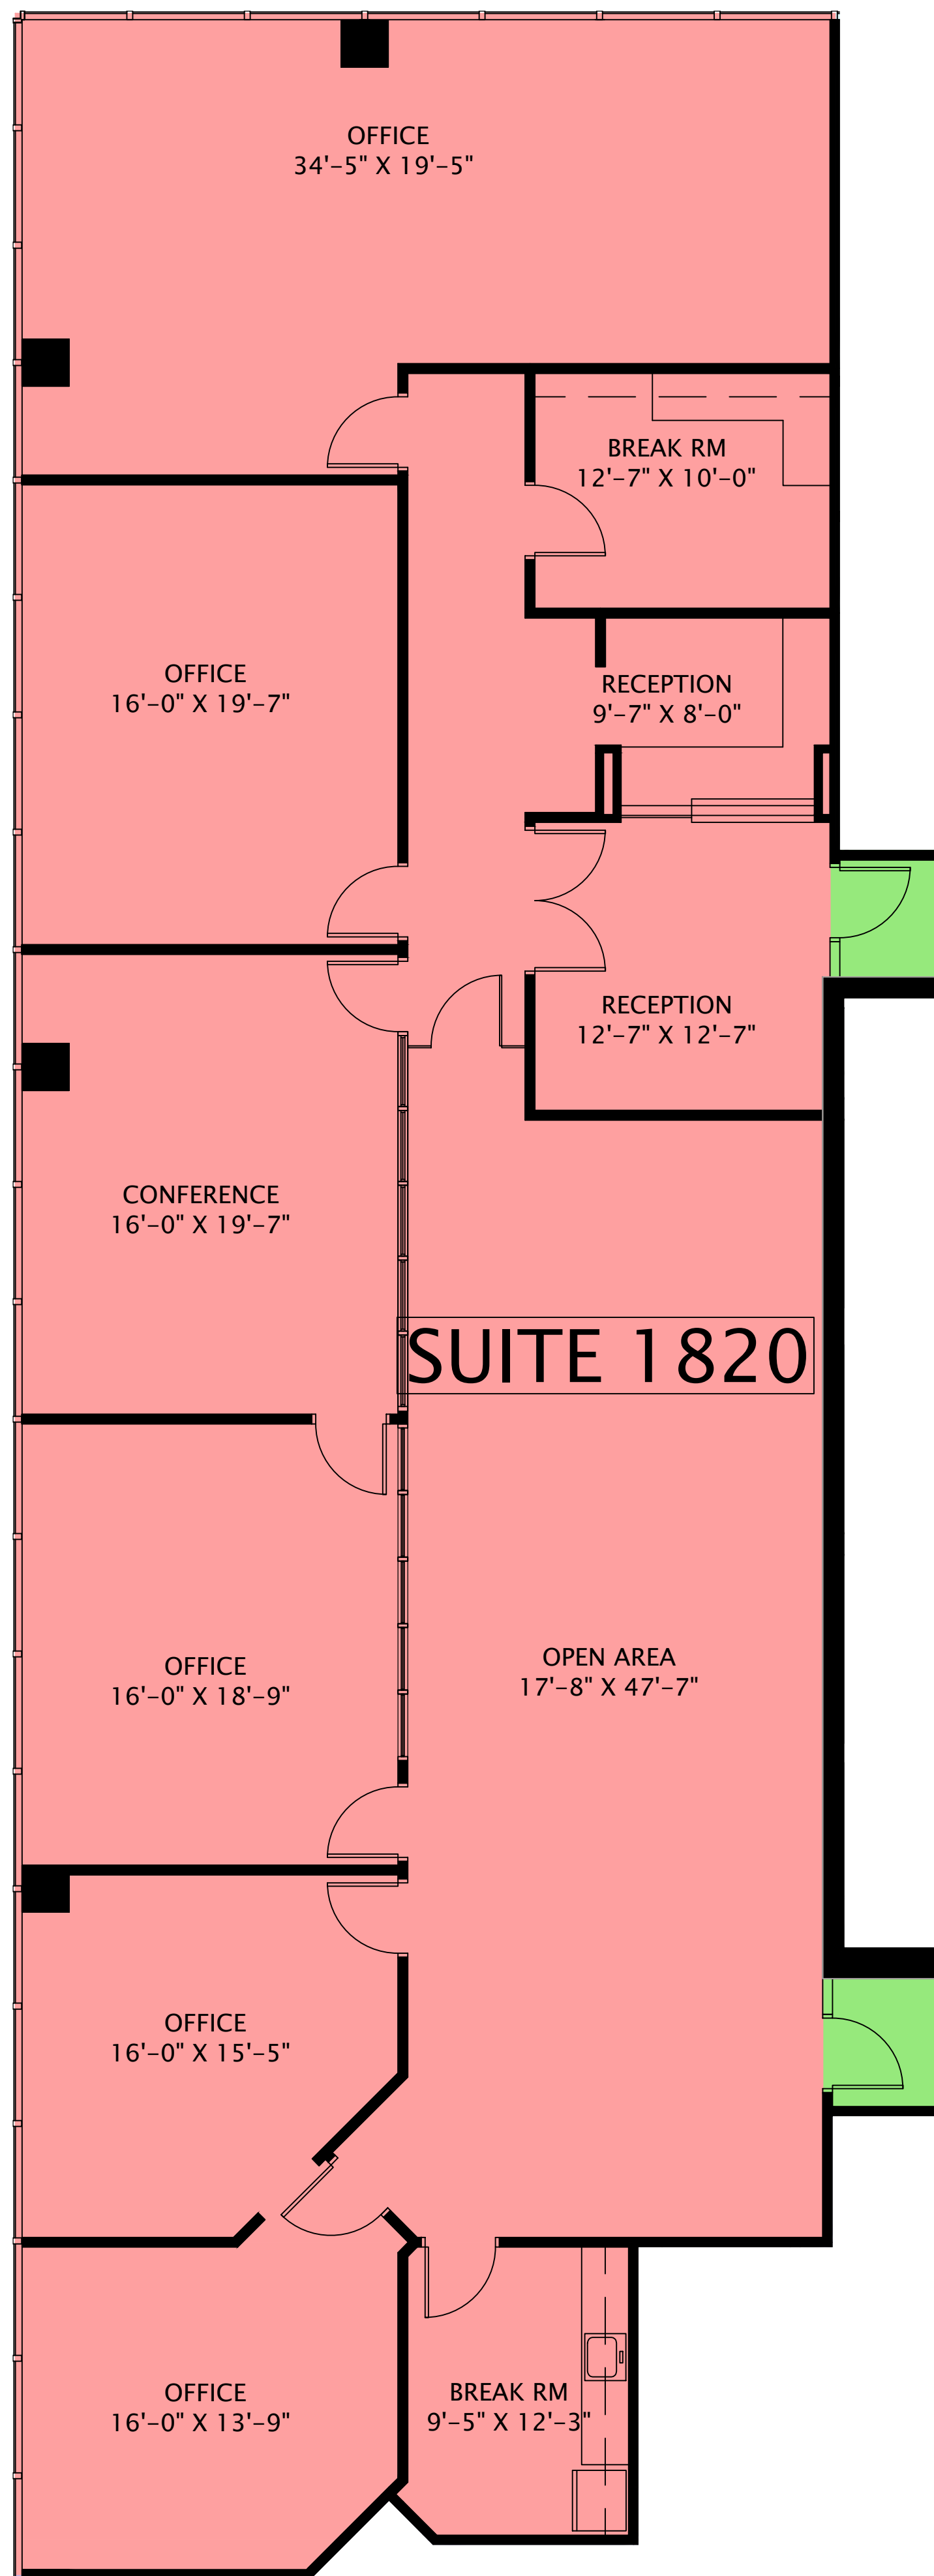 OFFICE
34'-5" X 19'-5"
BREAK RM
12'-7" X 10'-0"
OFFICE
16'-0" X 19'-7"
RECEPTION
9'-7" X 8'-0"
RECEPTION
12'-7" X 12'-7"
CONFERENCE
16'-0" X 19'-7"
SUITE 1820
OFFICE
16'-0" X 18'-9"
OPEN AREA
17'-8" X 47'-7"
OFFICE
16'-0" X 15'-5"
OFFICE
16'-0" X 13'-9"
BREAK RM
9'-5" X 12'-3"